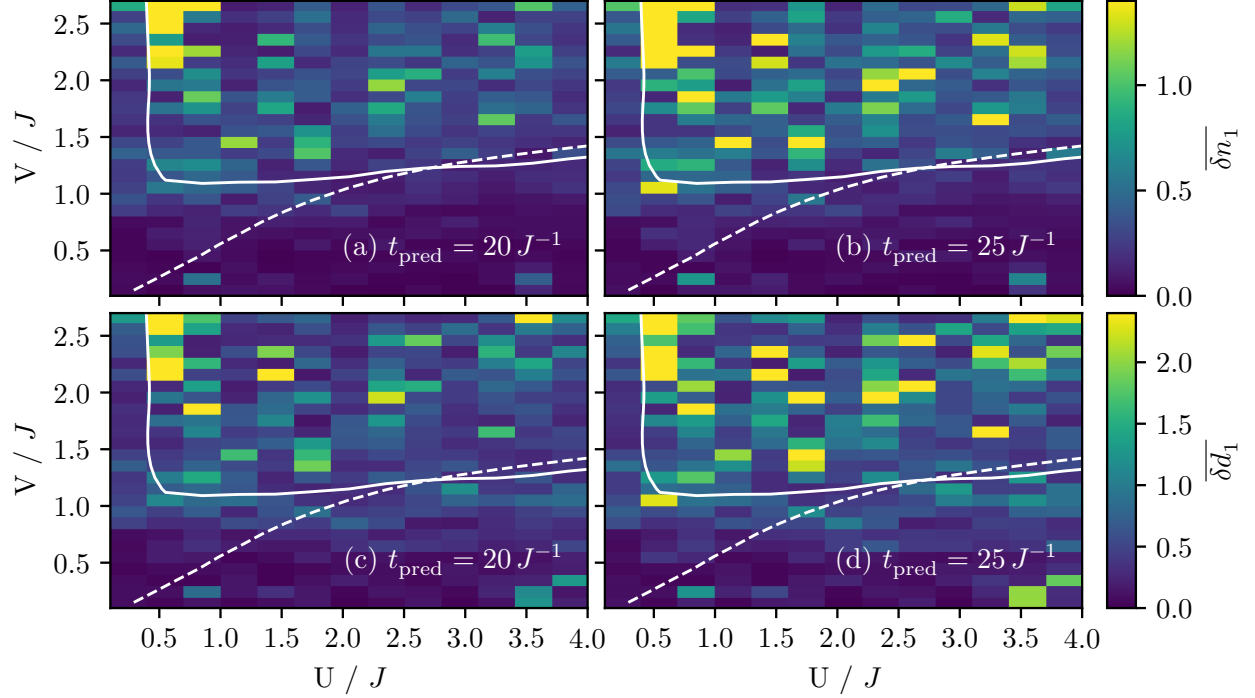 2.5
2.0
1.5
1.0
0.5
V / J
(a) t_pred = 20 J⁻¹
(b) t_pred = 25 J⁻¹
1.0
0.5
0.0
δn₁
2.5
2.0
1.5
1.0
0.5
V / J
(c) t_pred = 20 J⁻¹
(d) t_pred = 25 J⁻¹
2.0
1.5
1.0
0.5
0.0
δd₁
0.5 1.0 1.5 2.0 2.5 3.0 3.5 4.0
0.5 1.0 1.5 2.0 2.5 3.0 3.5 4.0
U / J
U / J